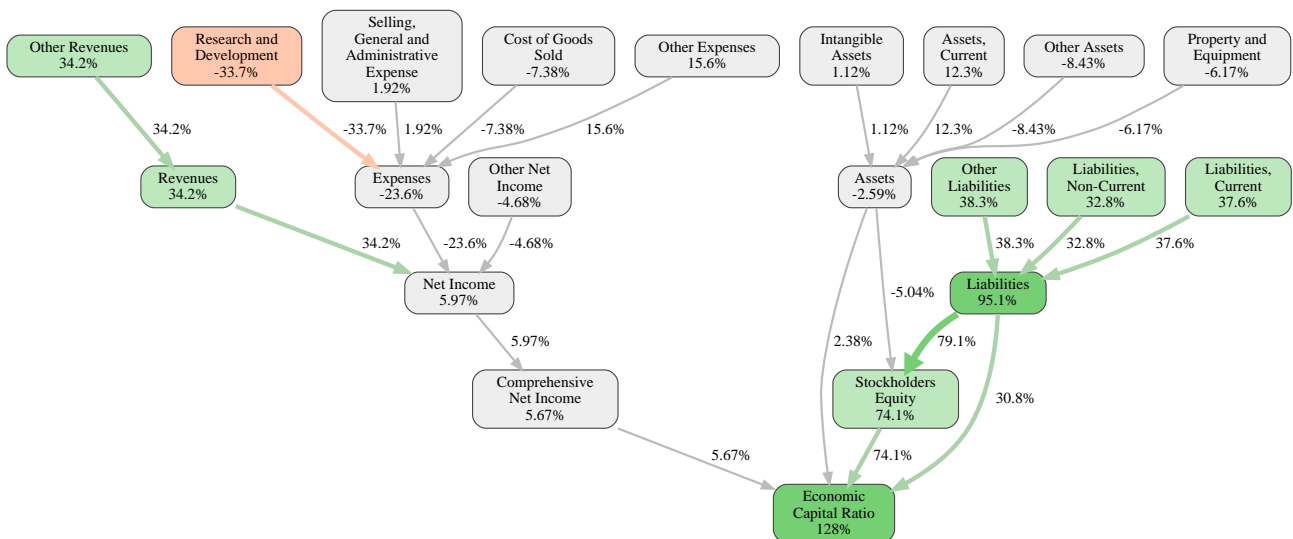 Other Revenues
34.2%
Research and
Development
-33.7%
Selling,
General and
Administrative
Expense
1.92%
Cost of Goods
Sold
-7.38%
Other Expenses
15.6%
Intangible
Assets
1.12%
Assets,
Current
12.3%
Other Assets
-8.43%
Property and
Equipment
-6.17%
34.2%
-33.7%
1.92%
-7.38%
15.6%
1.12%
12.3%
-8.43%
-6.17%
Revenues
34.2%
Expenses
-23.6%
Other Net
Income
-4.68%
Assets
-2.59%
Other
Liabilities
38.3%
Liabilities,
Non-Current
32.8%
Liabilities,
Current
37.6%
34.2%
-23.6%
-4.68%
38.3%
32.8%
37.6%
Net Income
5.97%
-5.04%
Liabilities
95.1%
5.97%
2.38%
79.1%
Comprehensive
Net Income
5.67%
Stockholders
Equity
74.1%
30.8%
5.67%
74.1%
Economic
Capital Ratio
128%